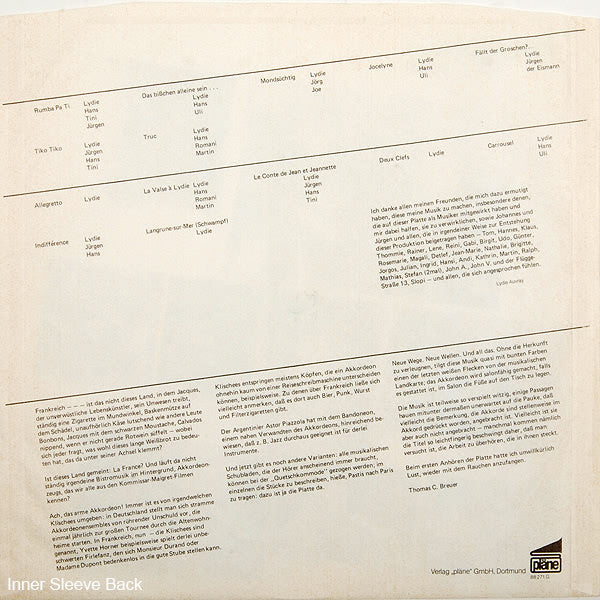 Rumba Pa Ti
Lydie
Hans
Tini
Jürgen
Das bißchen alleine sein . . .
Lydie
Hans
Uli
Mondsüchtig
Lydie
Jörg
Joe
Jocelyne
Lydie
Hans
Uli
Fällt der Groschen?
Lydie
Jürgen
der Eismann
Tiko Tiko
Lydie
Jürgen
Hans
Tini
Truc
Lydie
Hans
Romani
Martin
Allegretto
Lydie
La Valse à Lydie
Lydie
Hans
Romani
Martin
Le Conte de Jean et Jeannette
Lydie
Jürgen
Hans
Tini
Deux Clefs
Lydie
Carrousel
Lydie
Hans
Uli
Indifférence
Lydie
Jürgen
Hans
Langrune-sur-Mer (Schwampf)
Lydie
Ich danke allen meinen Freunden, die mich dazu ermutigt
haben, diese meine Musik zu machen, insbesondere denen,
die auf dieser Platte als Musiker mitgewirkt haben und
mir dabei halfen, sie zu verwirklichen, sowie Johannes und
Jürgen und allen, die in irgendeiner Weise zur Entstehung
dieser Produktion beigetragen haben – Tom, Hannes, Klaus,
Thommie, Rainer, Lene, Reini, Gabi, Birgit, Udo, Günter,
Rosemarie, Magali, Detlef, Jean-Marie, Nathalie, Brigitte,
Jorgos, Julian, Ingrid, Hansi, Andi, Kathrin, Martin, Ralph,
Mathias, Stefan (2mal), John A., John V. und der Flügge-
Straße 13, Slopi – und allen, die sich angesprochen fühlen.
Lydie Auvray
Frankreich — — — ist das nicht dieses Land, in dem Jacques,
der unverwüstliche Lebenskünstler, sein Unwesen treibt,
ständig eine Zigarette im Mundwinkel, Baskenmütze auf
dem Schädel, unaufhörlich Käse lutschend wie andere Leute
Bonbons, Jacques mit dem schwarzen Moustache, Calvados
nippend, wenn er nicht gerade Rotwein süffelt – wobei
sich jeder fragt, was wohl dieses lange Weißbrot zu bedeu-
ten hat, das da unter seiner Achsel klemmt?
Ist dieses Land gemeint: La France? Und läuft da nicht
ständig irgendeine Bistromusik im Hintergrund, Akkordeon-
zeugs, das wir alle aus den Kommissar-Maigret-Filmen
kennen?
Ach, das arme Akkordeon! Immer ist es von irgendwelchen
Klischees umgeben: in Deutschland stellt man sich stramme
Akkordeonensembles von rührender Unschuld vor, die
einmal jährlich zur großen Tournee durch die Altenwohn-
heime starten. In Frankreich, nun – die Klischees sind
genannt, Yvette Horner beispielsweise spielt derlei unbe-
schwerten Firlefanz, den sich Monsieur Durand oder
Madame Dupont bedenkenlos in die gute Stube stellen kann.
Klischees entspringen meistens Köpfen, die ein Akkordeon
ohnehin kaum von einer Reiseschreibmaschine unterscheiden
können, beispielsweise. Zu denen über Frankreich ließe sich
vielleicht anmerken, daß es dort auch Bier, Punk, Wurst
und Filterzigaretten gibt.
Der Argentinier Astor Piazzola hat mit dem Bandoneon,
einem nahen Verwandten des Akkordeons, hinreichend be-
wiesen, daß z. B. Jazz durchaus geeignet ist für derlei
Instrumente.
Und jetzt gibt es noch andere Varianten: alle musikalischen
Schubladen, die der Hörer anscheinend immer braucht,
können bei der „Quetschkommode" gezogen werden; im
einzelnen die Stücke zu beschreiben, hieße, Pastis nach Paris
zu tragen: dazu ist ja die Platte da.
Neue Wege. Neue Wellen. Und all das. Ohne die Herkunft
zu verleugnen, tilgt diese Musik quasi mit bunten Farben
einen der letzten weißen Flecken von der musikalischen
Landkarte; das Akkordeon wird salonfähig gemacht, falls
es gestattet ist, im Salon die Füße auf den Tisch zu legen.
Die Musik ist teilweise so verspielt witzig, einige Passagen
hauen mitunter dermaßen unerwartet auf die Pauke, daß
vielleicht die Bemerkung, die Akkorde sind stellenweise im
Akkord gedrückt worden, angebracht ist. Vielleicht ist sie
aber auch nicht angebracht – manchmal kommen nämlich
die Titel so leichtfingerig beschwingt daher, daß man
versucht ist, die Arbeit zu überhören, die in ihnen steckt.
Beim ersten Anhören der Platte hatte ich unwillkürlich
Lust, wieder mit dem Rauchen anzufangen.
Thomas C. Breuer
Verlag „pläne" GmbH, Dortmund
pläne
88 271 G
Inner Sleeve Back